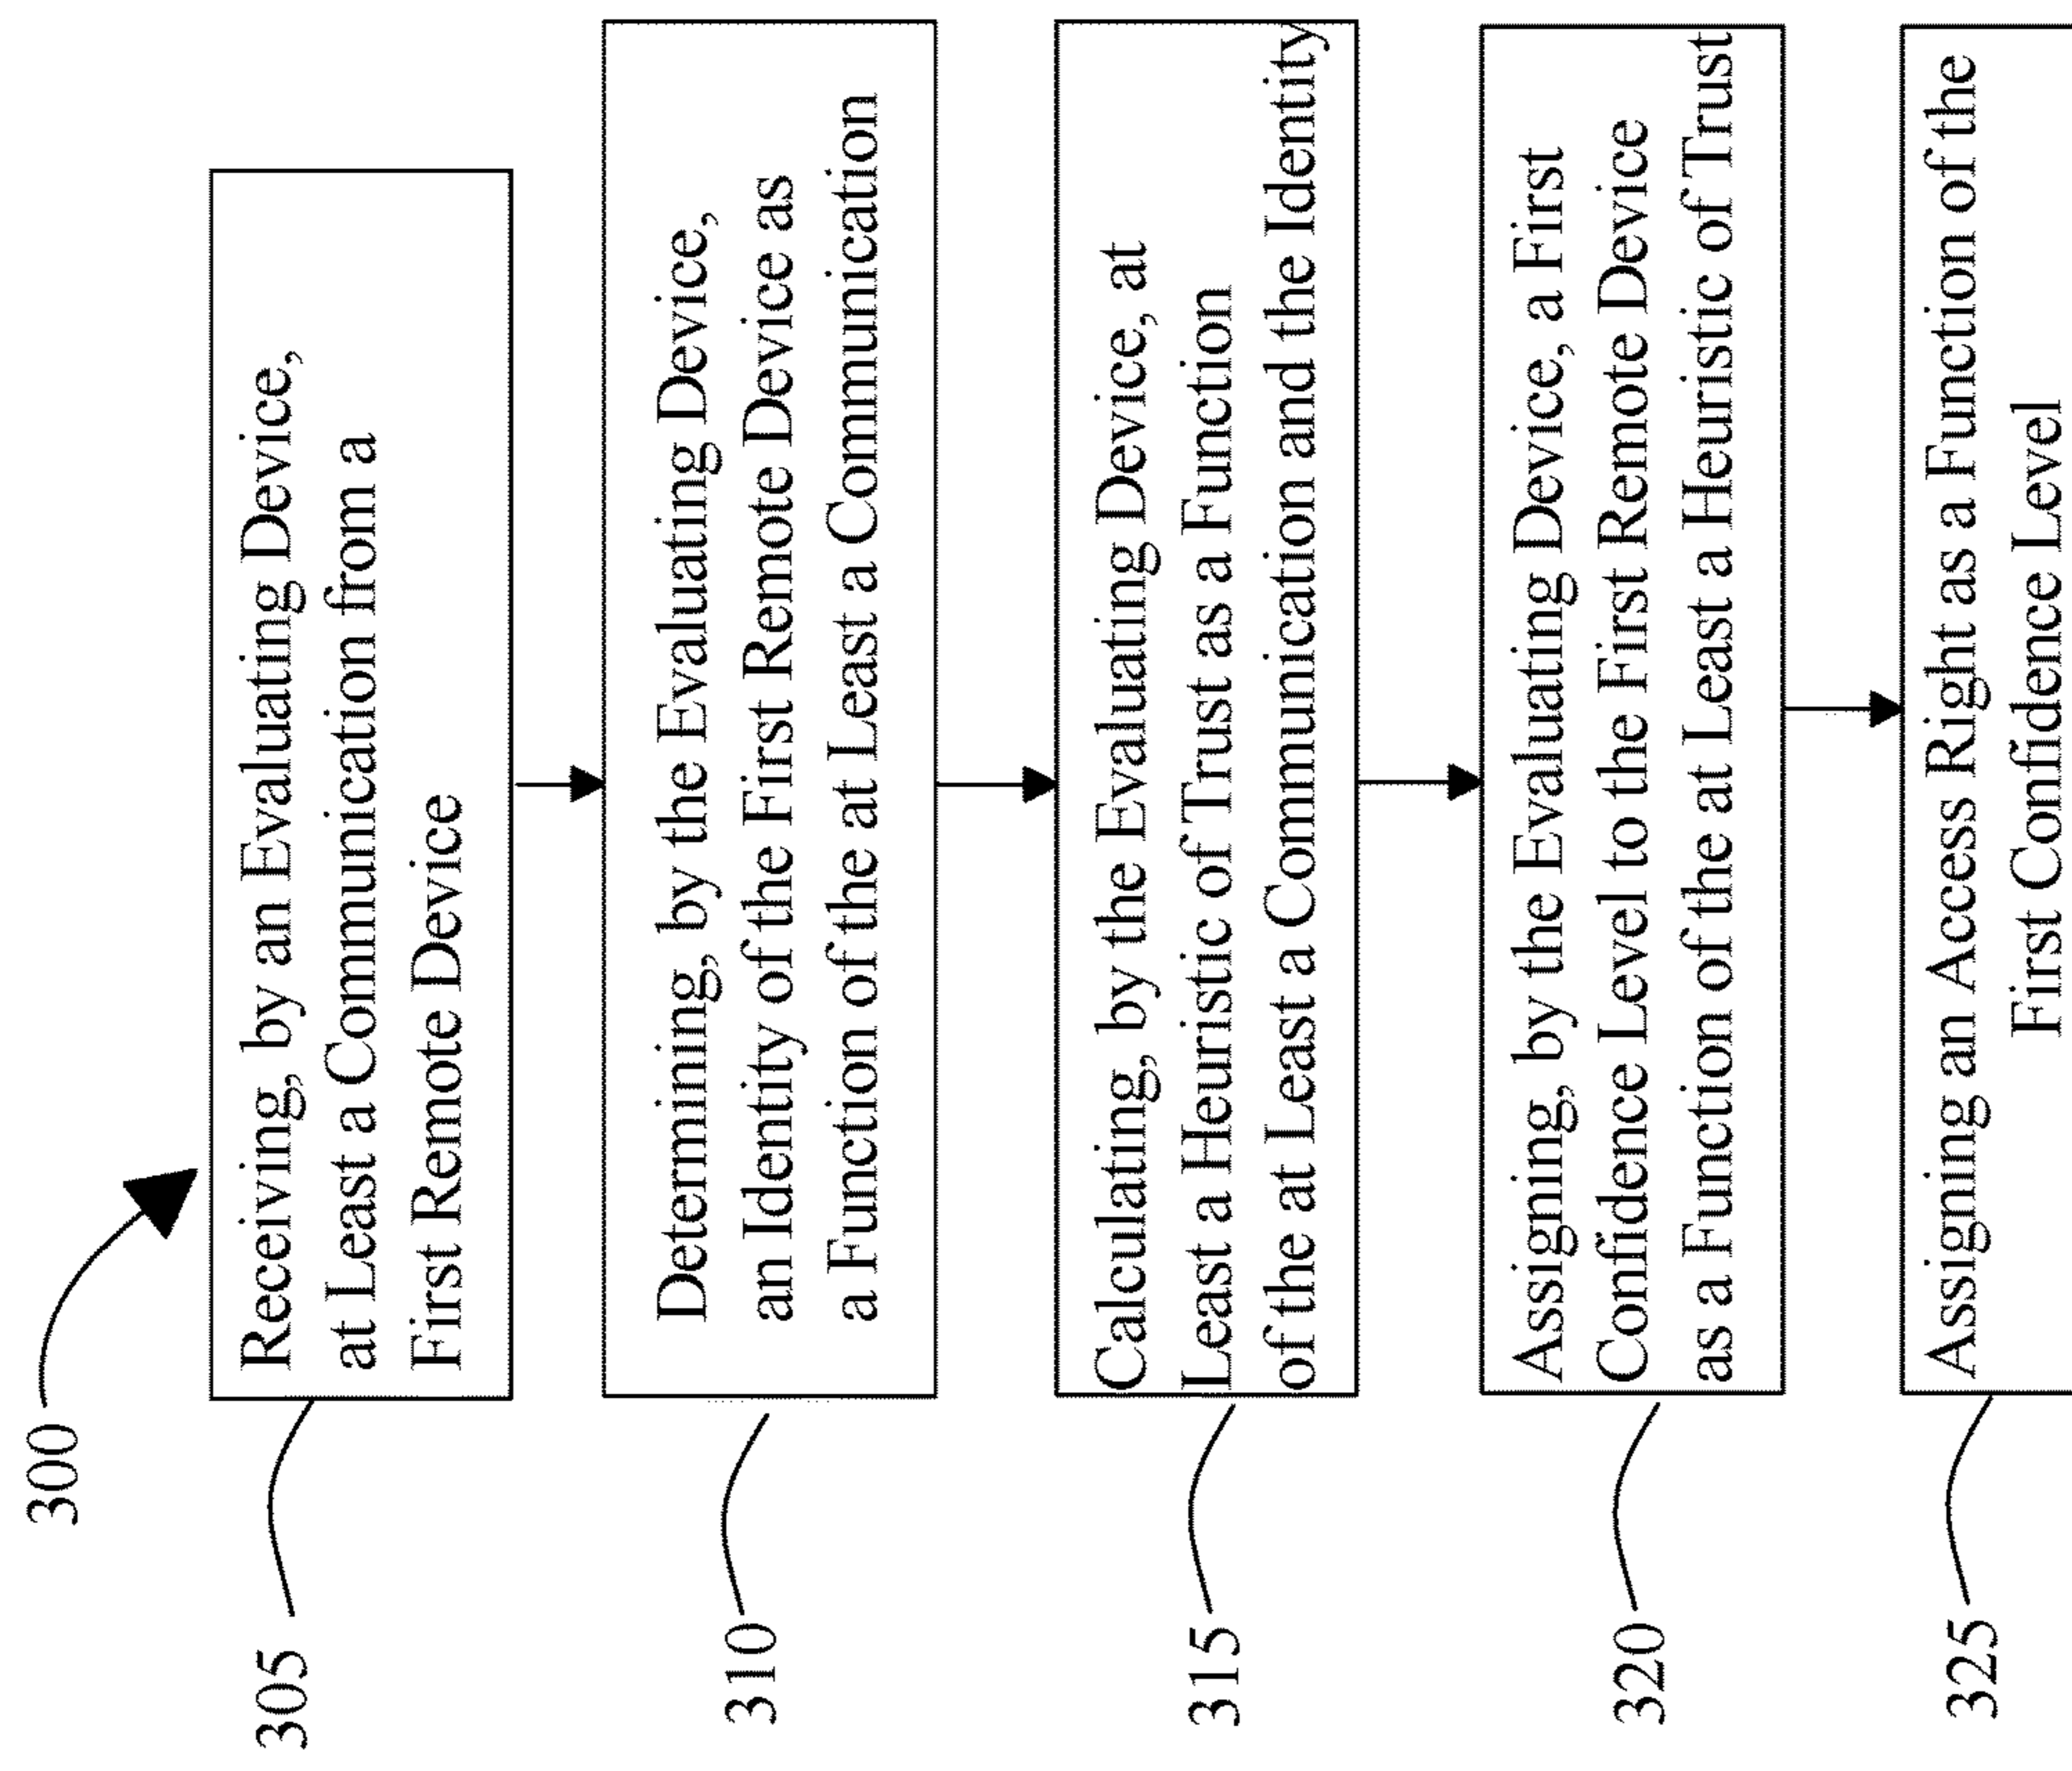 300
305
Receiving, by an Evaluating Device,
at Least a Communication from a
First Remote Device
310
Determining, by the Evaluating Device,
an Identity of the First Remote Device as
a Function of the at Least a Communication
315
Calculating, by the Evaluating Device, at
Least a Heuristic of Trust as a Function
of the at Least a Communication and the Identity
320
Assigning, by the Evaluating Device, a First
Confidence Level to the First Remote Device
as a Function of the at Least a Heuristic of Trust
325
Assigning an Access Right as a Function of the
First Confidence Level